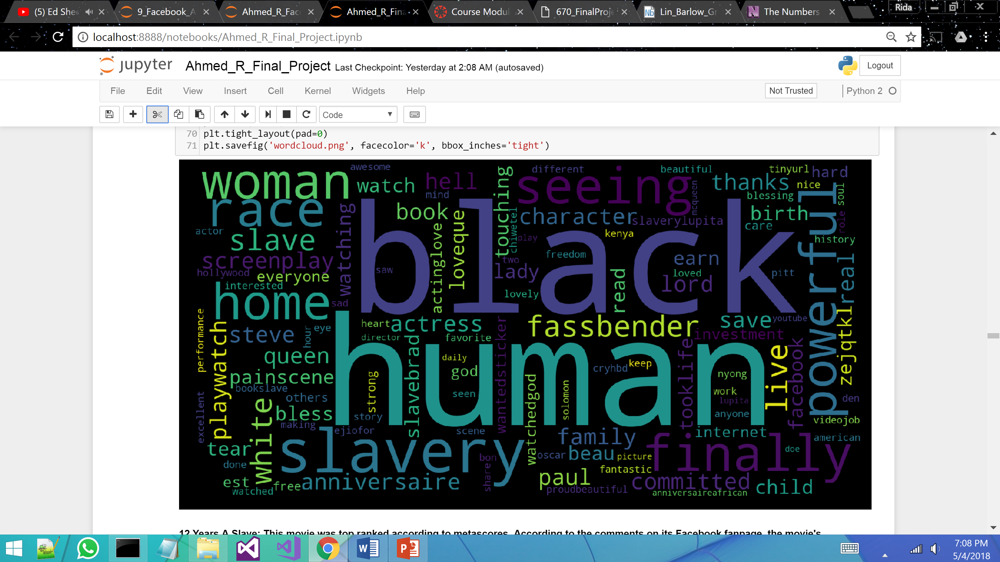 (5) Ed Shee
9_Facebook_A
Ahmed_R_Fac
Ahmed_R_Fina
Course Modul
670_FinalProje
Lin_Barlow_Gr
The Numbers
Rida
localhost:8888/notebooks/Ahmed_R_Final_Project.ipynb
jupyter Ahmed_R_Final_Project Last Checkpoint: Yesterday at 2:08 AM (autosaved)
Logout
File Edit View Insert Cell Kernel Widgets Help
Not Trusted
Python 2
Code
70 plt.tight_layout(pad=0)
71 plt.savefig('wordcloud.png', facecolor='k', bbox_inches='tight')
awesome different beautiful tinyurl hard
woman watch hell touching seeing thanks nice
mind mcqueen blessing soul
race watching book loveque character birth powerful
chiwetel slaverylupita role
actor slave actinglove play kenya care history
screenplay two freedom earn real
hollywood saw black lady loved pitt
everyone read lord
interested lovely
home sad
performance playwatch heart actress fassbender save youtube zejqtklr
steve hour eye director favorite investment
queen slavebrad wantedsticker daily tooklife live facebook
human god cryhbd keep
painscene strong nyong
bookslave seen watchedgod solomon work den
excellent others lupita
white bless story anyone
making ejiofor scene videojob
slavery family internet american
tear oscar beau picture finally doe
done bon
share paul fantastic
est free anniversaire committed child
watched proudbeautiful anniversaireafrican
12 Years A Slave: This movie was top ranked according to metascores. According to the comments on its Facebook fanpage, the movie's
7:08 PM
5/4/2018